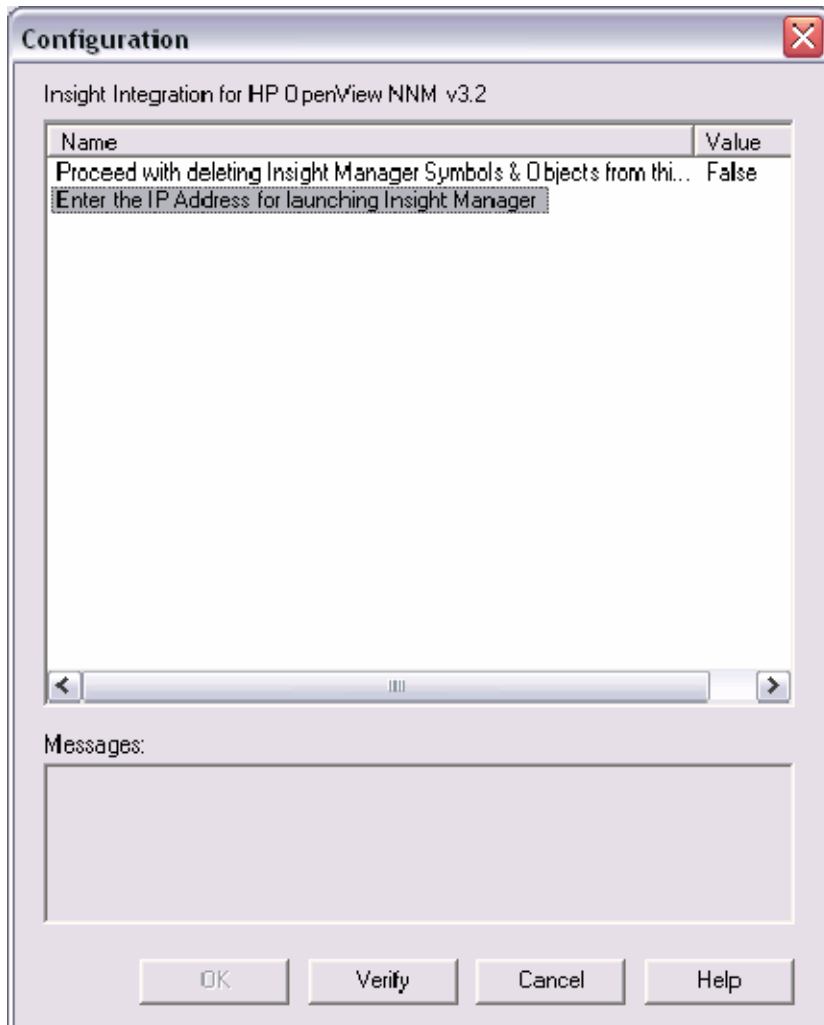 Configuration
Insight Integration for HP OpenView NNM v3.2
Name Value
Proceed with deleting Insight Manager Symbols & Objects from thi... False
Enter the IP Address for launching Insight Manager
Messages:
OK Verify Cancel Help